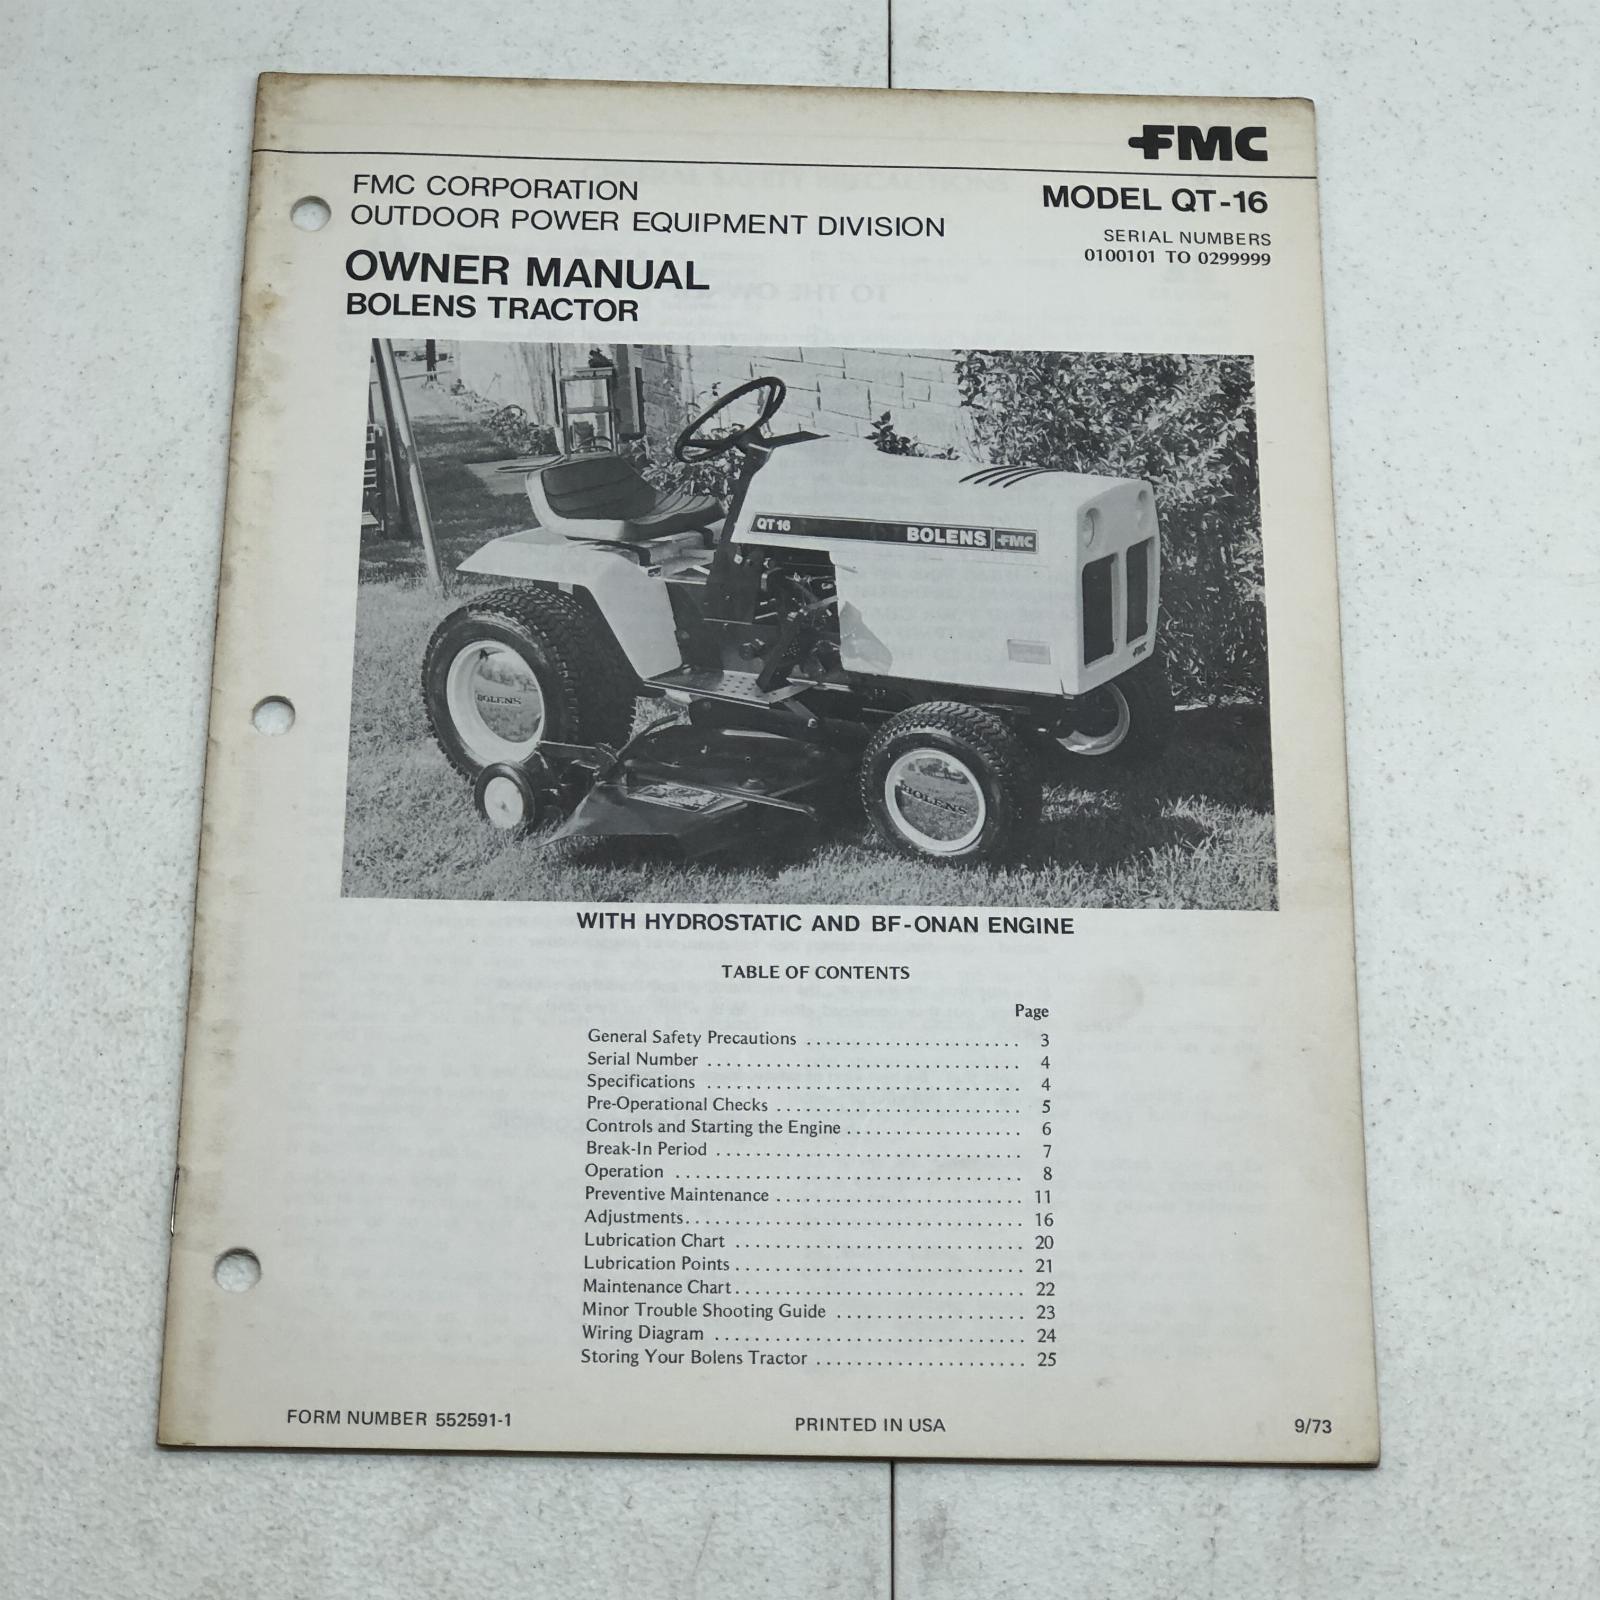 FMC
FMC CORPORATION
OUTDOOR POWER EQUIPMENT DIVISION
MODEL QT-16
SERIAL NUMBERS
0100101 TO 0299999
OWNER MANUAL
BOLENS TRACTOR
QT16 BOLENS FMC
FMC
BOLENS
BOLENS
WITH HYDROSTATIC AND BF-ONAN ENGINE
TABLE OF CONTENTS
Page
General Safety Precautions ...................... 3
Serial Number ................................ 4
Specifications ................................ 4
Pre-Operational Checks ......................... 5
Controls and Starting the Engine .................. 6
Break-In Period ............................... 7
Operation ................................... 8
Preventive Maintenance ......................... 11
Adjustments.................................. 16
Lubrication Chart ............................. 20
Lubrication Points ............................. 21
Maintenance Chart............................. 22
Minor Trouble Shooting Guide ................... 23
Wiring Diagram ............................... 24
Storing Your Bolens Tractor ..................... 25
FORM NUMBER 552591-1 PRINTED IN USA 9/73